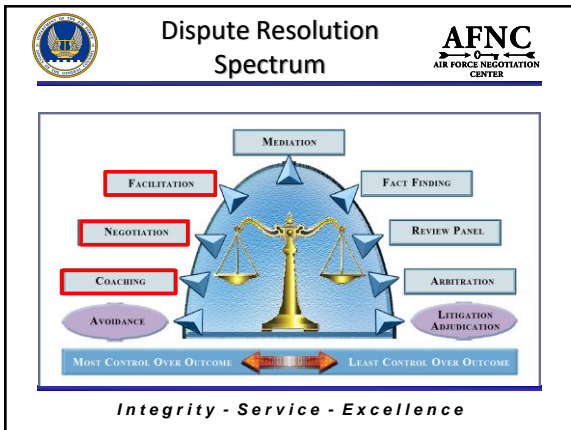 Dispute Resolution
Spectrum
AFNC
AIR FORCE NEGOTIATION
CENTER
MEDIATION
FACILITATION
FACT FINDING
NEGOTIATION
REVIEW PANEL
COACHING
ARBITRATION
AVOIDANCE
LITIGATION
ADJUDICATION
MOST CONTROL OVER OUTCOME
LEAST CONTROL OVER OUTCOME
Integrity - Service - Excellence